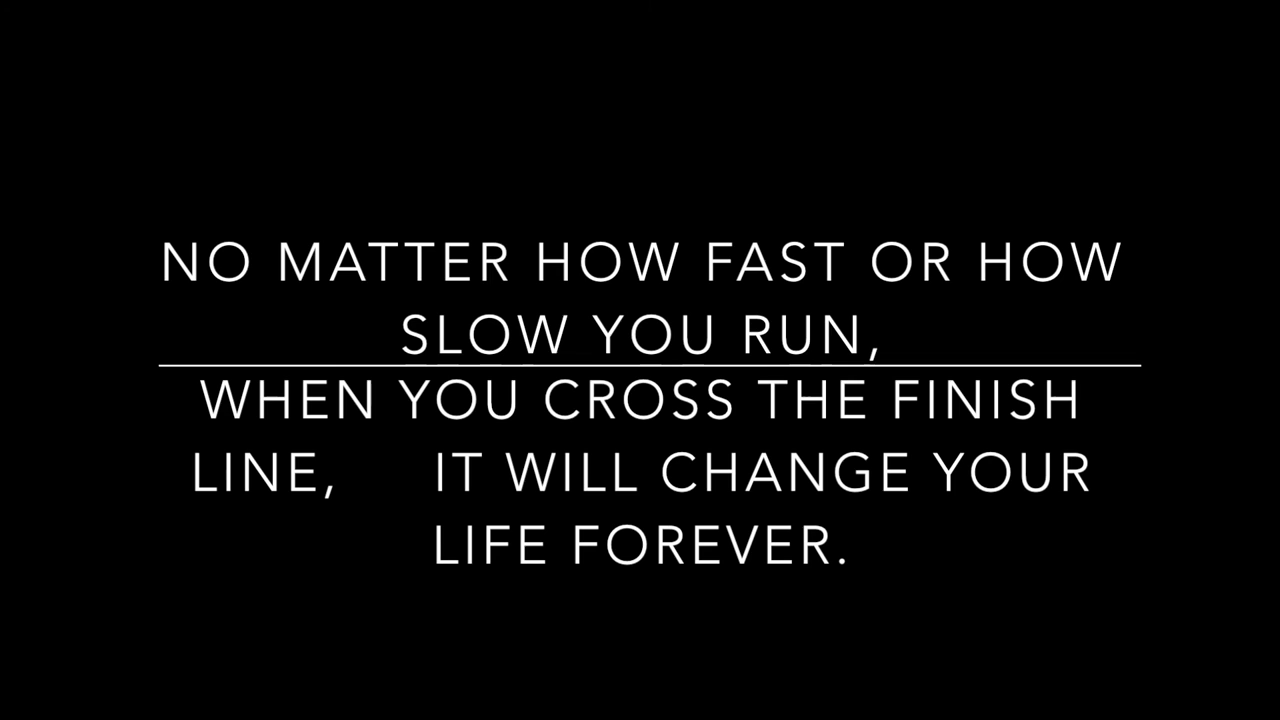 NO MATTER HOW FAST OR HOW
SLOW YOU RUN,
WHEN YOU CROSS THE FINISH
LINE, IT WILL CHANGE YOUR
LIFE FOREVER.